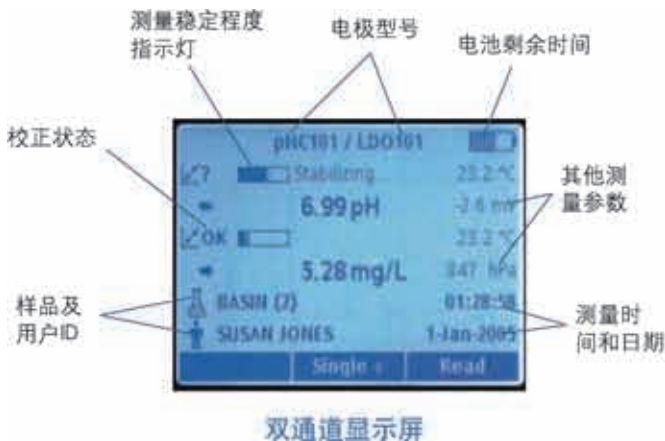 测量稳定程度
指示灯
电极型号
电池剩余时间
校正状态
其他测
量参数
样品及
用户ID
测量时
间和日期
pHC101 / LDO101
? Stabilizing... 23.2 °C
6.99 pH -2.6 mV
OK 23.2 °C
5.28 mg/L 847 hPa
BASIN (2) 01:28:58
SUSAN JONES 1-Jan-2005
Single Read
双通道显示屏